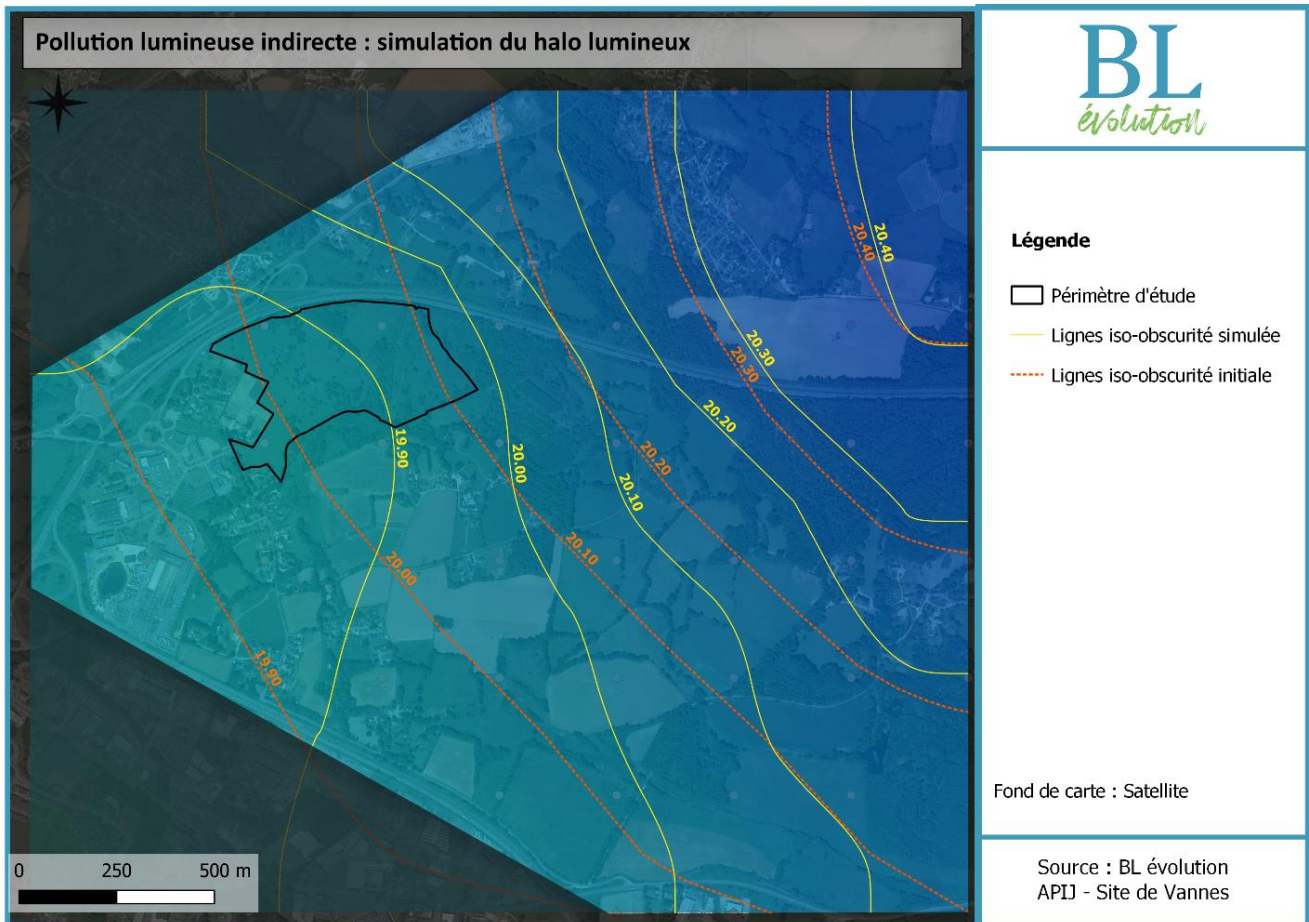 Pollution lumineuse indirecte : simulation du halo lumineux
BL
évolution
Légende
Périmètre d'étude
Lignes iso-obscurité simulée
Lignes iso-obscurité initiale
20.40
20.40
20.30
20.30
20.20
20.20
19.90
20.00
20.10
20.10
20.00
19.90
0 250 500 m
Fond de carte : Satellite
Source : BL évolution
APIJ - Site de Vannes